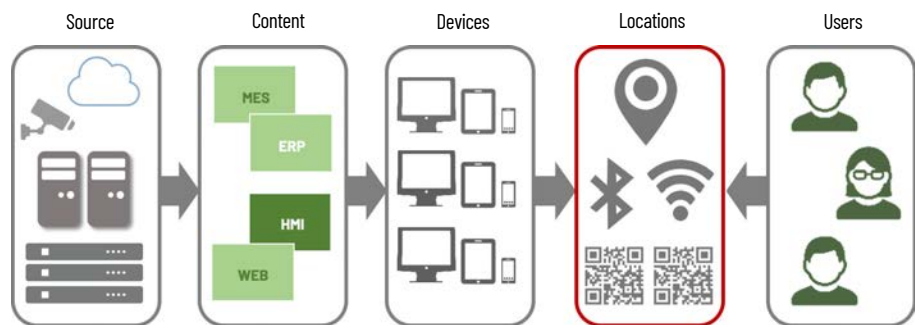 Source
Content
Devices
Locations
Users
MES
ERP
HMI
WEB